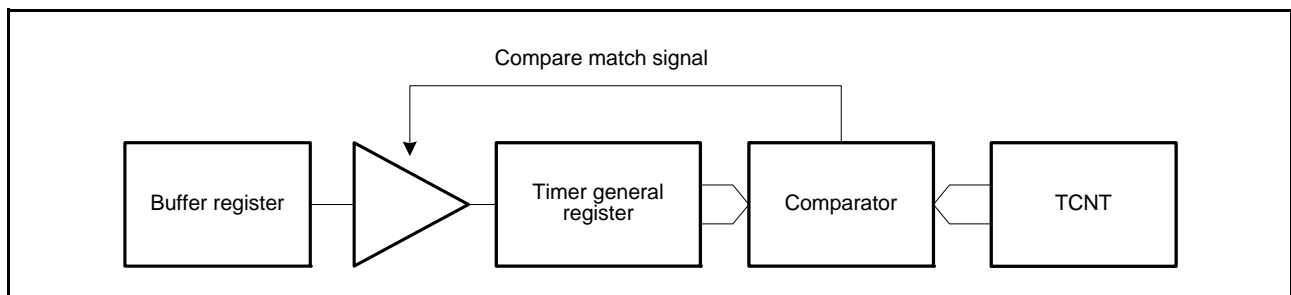 Compare match signal
Buffer register
Timer general
register
Comparator
TCNT